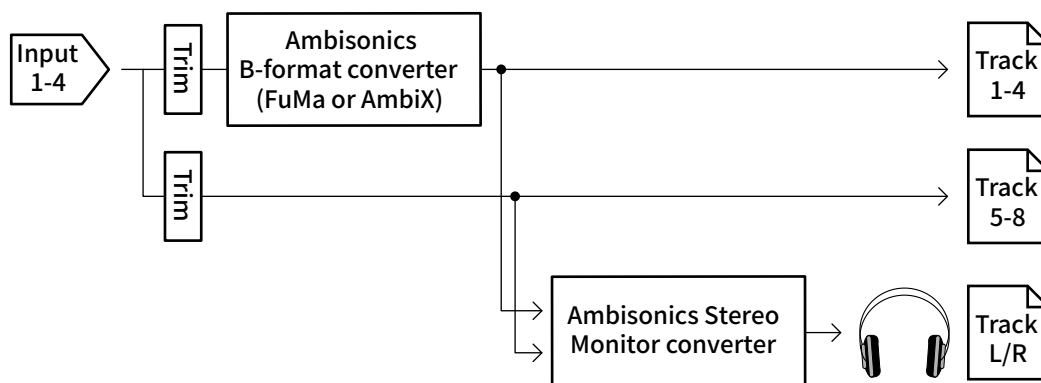 Input
1-4
Trim
Ambisonics
B-format converter
(FuMa or AmbiX)
Track
1-4
Trim
Track
5-8
Ambisonics Stereo
Monitor converter
Track
L/R